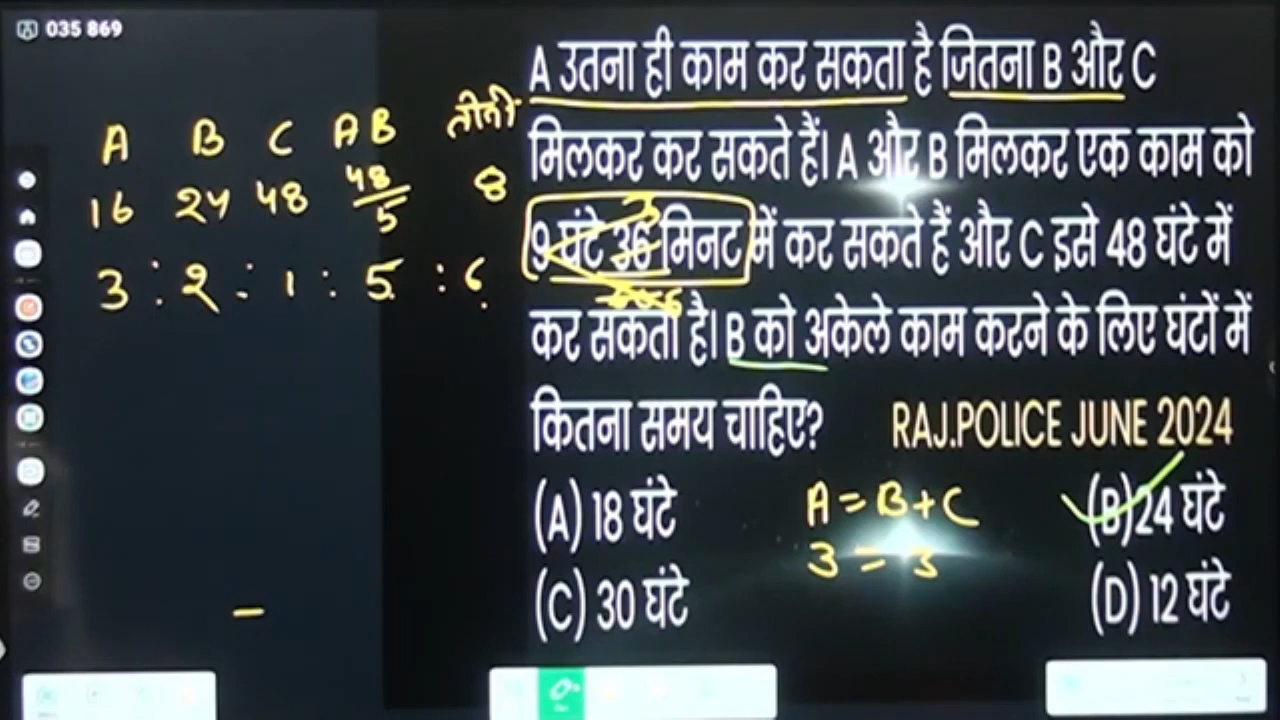 035 869
A उतना ही काम कर सकता है जितना B और C
मिलकर कर सकते हैं। A और B मिलकर एक काम को
9 घंटे 36 मिनट में कर सकते हैं और C इसे 48 घंटे में
कर सकता है। B को अकेले काम करने के लिए घंटों में
कितना समय चाहिए?
RAJ.POLICE JUNE 2024
(A) 18 घंटे
(B) 24 घंटे
(C) 30 घंटे
(D) 12 घंटे
A B C AB तीनों
16 24 48 48/5 8
3 : 2 : 1 : 5 : 6
3
A = B + C
3 = 3